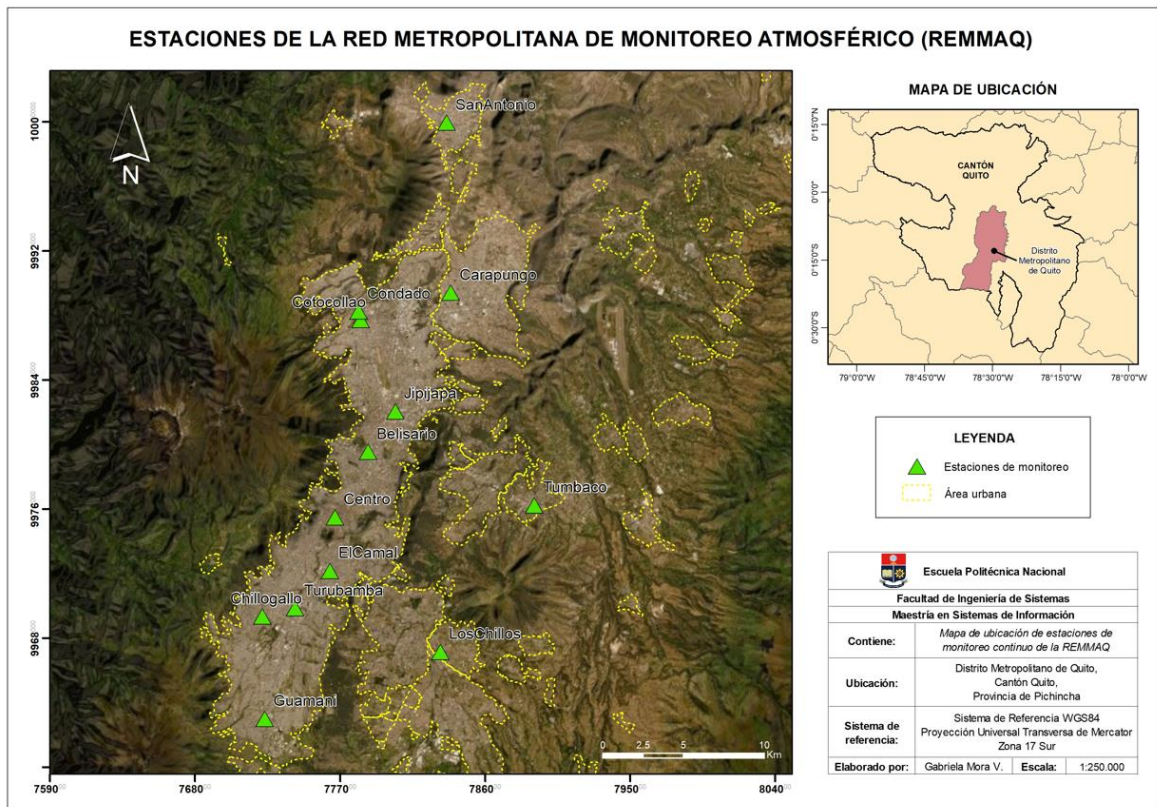 ESTACIONES DE LA RED METROPOLITANA DE MONITOREO ATMOSFÉRICO (REMMAQ)
N
SanAntonio
Carapungo
Condado
Cotocollao
Jipijapa
Belisario
Tumbaco
Centro
ElCamal
Turubamba
Chillogallo
LosChillos
Guamani
0 2.5 5 10
Km
1000
9992000
9984000
9976000
9968000
7590 7680 7770 7860 7950 8040
MAPA DE UBICACIÓN
0°15'0"N
0°0'0"
0°15'0"S
0°30'0"S
CANTÓN
QUITO
Distrito
Metropolitano
de Quito
79°0'0"W 78°45'0"W 78°30'0"W 78°15'0"W 78°0'0"W
LEYENDA
Estaciones de monitoreo
Área urbana
Escuela Politécnica Nacional
Facultad de Ingeniería de Sistemas
Maestría en Sistemas de Información
Contiene: Mapa de ubicación de estaciones de
monitoreo continuo de la REMMAQ
Ubicación: Distrito Metropolitano de Quito,
Cantón Quito,
Provincia de Pichincha
Sistema de
referencia: Sistema de Referencia WGS84
Proyección Universal Transversa de Mercator
Zona 17 Sur
Elaborado por: Gabriela Mora V. Escala: 1:250.000